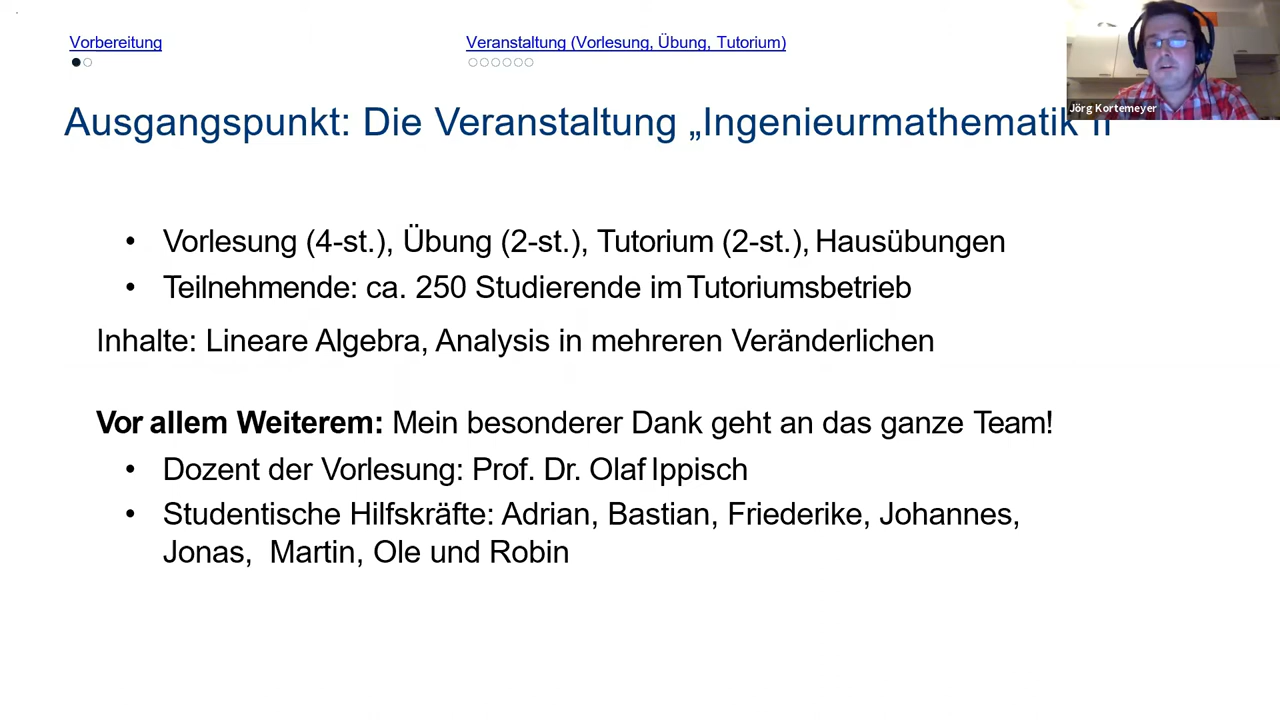 Vorbereitung
Veranstaltung (Vorlesung, Übung, Tutorium)
Jörg Kortemeyer
Ausgangspunkt: Die Veranstaltung „Ingenieurmathematik II
• Vorlesung (4-st.), Übung (2-st.), Tutorium (2-st.), Hausübungen
• Teilnehmende: ca. 250 Studierende im Tutoriumsbetrieb
Inhalte: Lineare Algebra, Analysis in mehreren Veränderlichen
Vor allem Weiterem: Mein besonderer Dank geht an das ganze Team!
• Dozent der Vorlesung: Prof. Dr. Olaf Ippisch
• Studentische Hilfskräfte: Adrian, Bastian, Friederike, Johannes,
Jonas, Martin, Ole und Robin